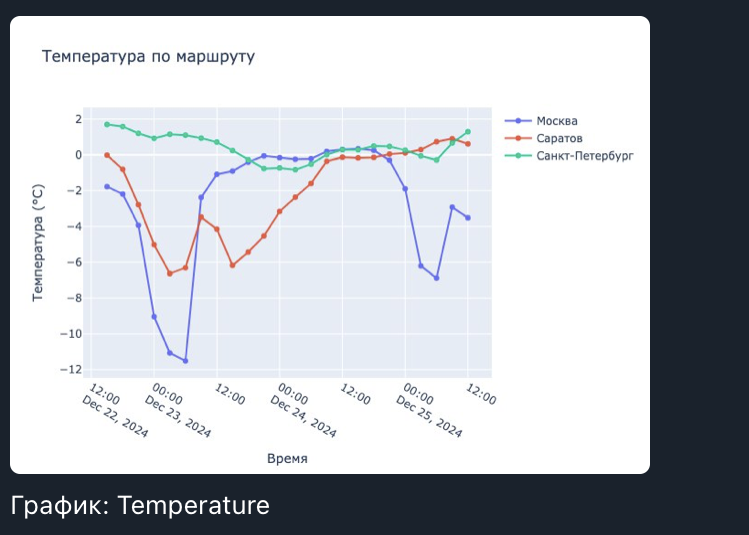 Температура по маршруту
2
0
−2
−4
−6
−8
−10
−12
Температура (°C)
Москва
Саратов
Санкт-Петербург
12:00
Dec 22, 2024
00:00
Dec 23, 2024
12:00
00:00
Dec 24, 2024
12:00
00:00
Dec 25, 2024
12:00
Время
График: Temperature